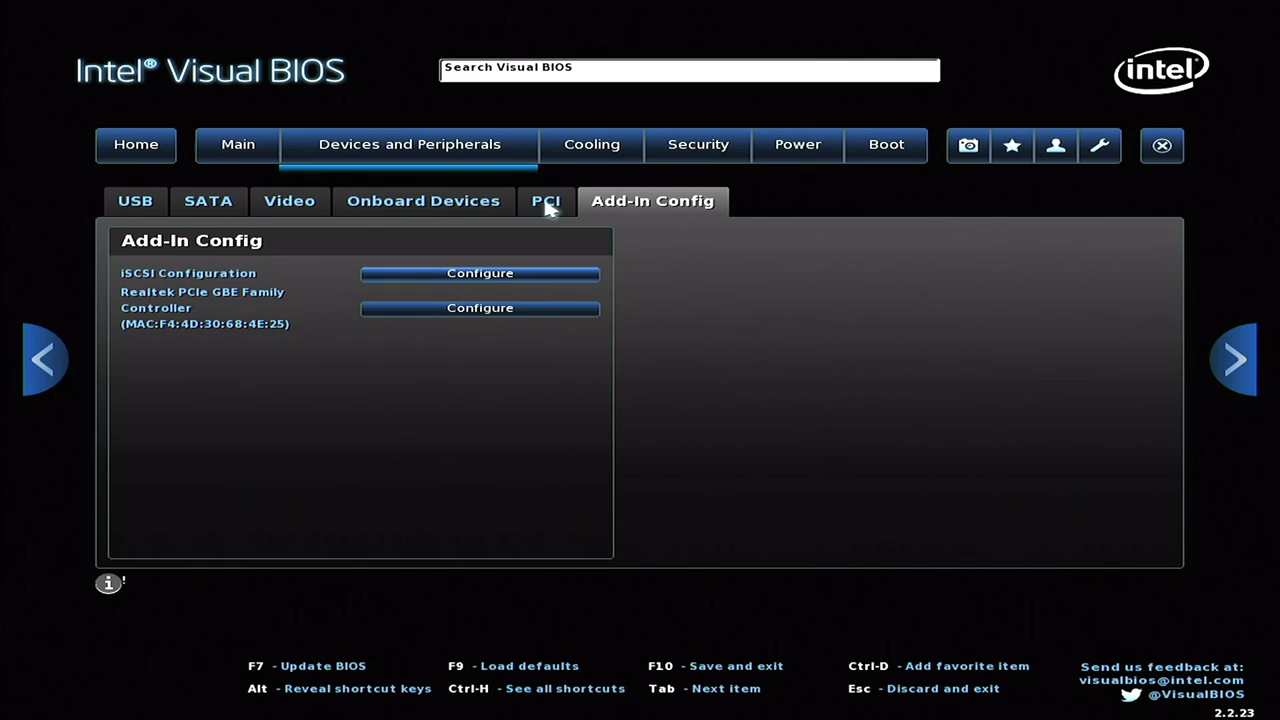 Intel® Visual BIOS
Search Visual BIOS
intel
Home
Main
Devices and Peripherals
Cooling
Security
Power
Boot
USB
SATA
Video
Onboard Devices
PCI
Add-In Config
Add-In Config
iSCSI Configuration
Configure
Realtek PCIe GBE Family
Controller
(MAC:F4:4D:30:68:4E:25)
Configure
i !
F7 - Update BIOS
F9 - Load defaults
F10 - Save and exit
Ctrl-D - Add favorite item
Alt - Reveal shortcut keys
Ctrl-H - See all shortcuts
Tab - Next item
Esc - Discard and exit
Send us feedback at:
visualbios@intel.com
@VisualBIOS
2.2.23